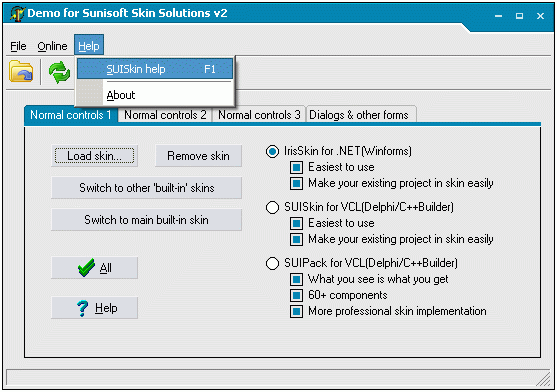 Demo for Sunisoft Skin Solutions v2
File Online Help
SUISkin help F1
About
Normal controls 1 Normal controls 2 Normal controls 3 Dialogs & other forms
Load skin... Remove skin
Switch to other 'built-in' skins
Switch to main built-in skin
All
Help
IrisSkin for .NET(Winforms)
Easiest to use
Make your existing project in skin easily
SUISkin for VCL(Delphi/C++Builder)
Easiest to use
Make your existing project in skin easily
SUIPack for VCL(Delphi/C++Builder)
What you see is what you get
60+ components
More professional skin implementation